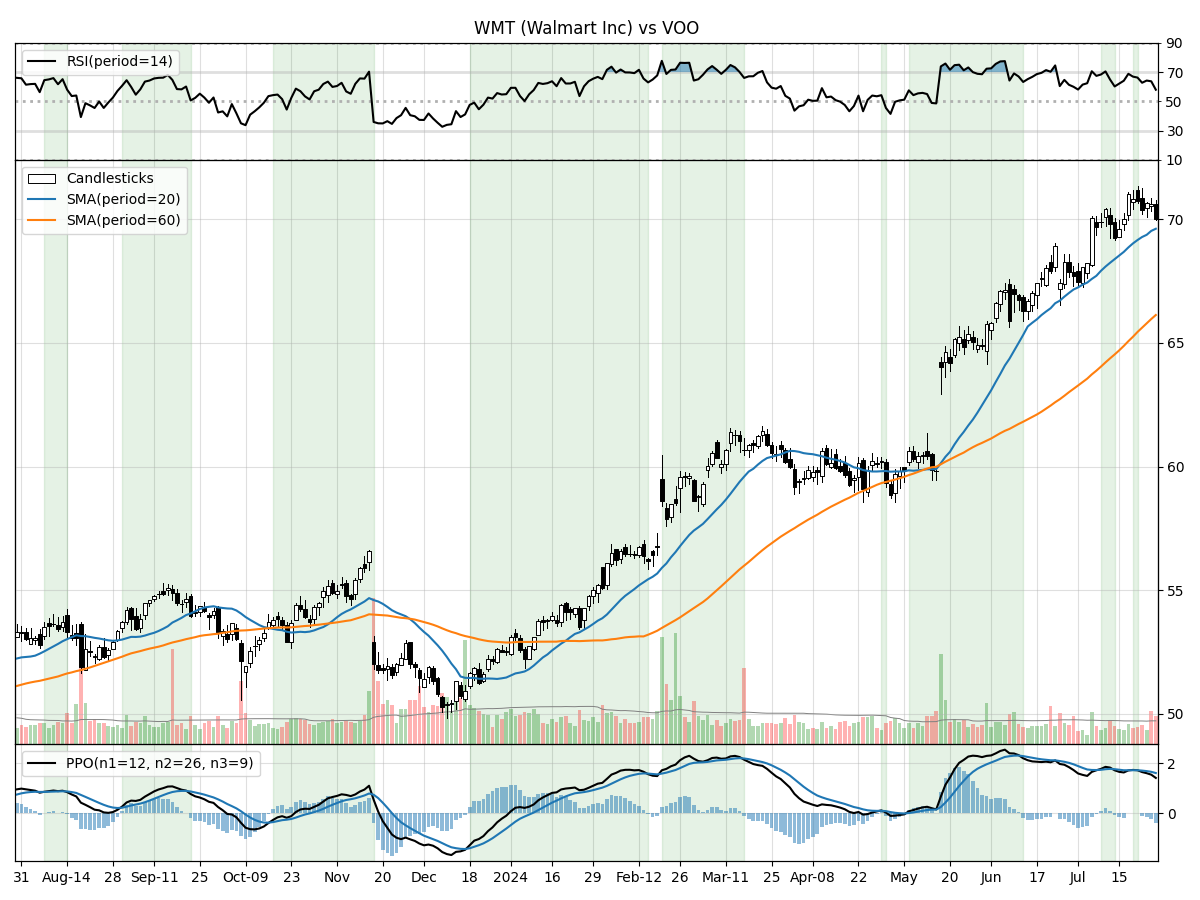 WMT (Walmart Inc) vs VOO
RSI(period=14)
90
70
50
30
10
Candlesticks
SMA(period=20)
SMA(period=60)
70
65
60
55
50
PPO(n1=12, n2=26, n3=9)
2
0
31 Aug-14 28 Sep-11 25 Oct-09 23 Nov 20 Dec 18 2024 16 29 Feb-12 26 Mar-11 25 Apr-08 22 May 20 Jun 17 Jul 15